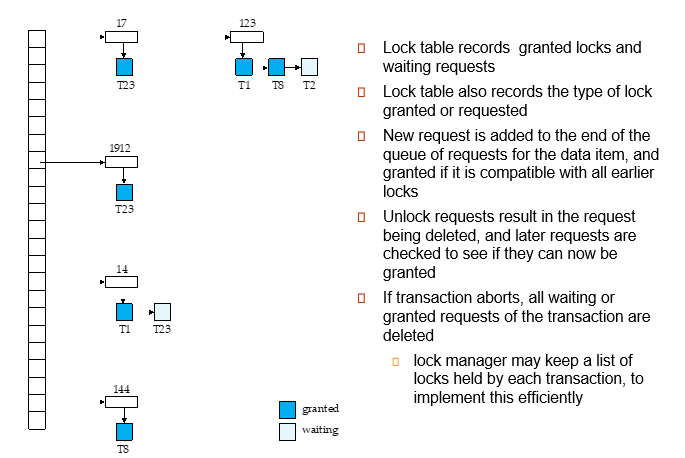 17
123
T23
T1
T8
T2
1912
T23
14
T1
T23
144
T8
granted
waiting
Lock table records granted locks and
waiting requests
Lock table also records the type of lock
granted or requested
New request is added to the end of the
queue of requests for the data item, and
granted if it is compatible with all earlier
locks
Unlock requests result in the request
being deleted, and later requests are
checked to see if they can now be
granted
If transaction aborts, all waiting or
granted requests of the transaction are
deleted
lock manager may keep a list of
locks held by each transaction, to
implement this efficiently